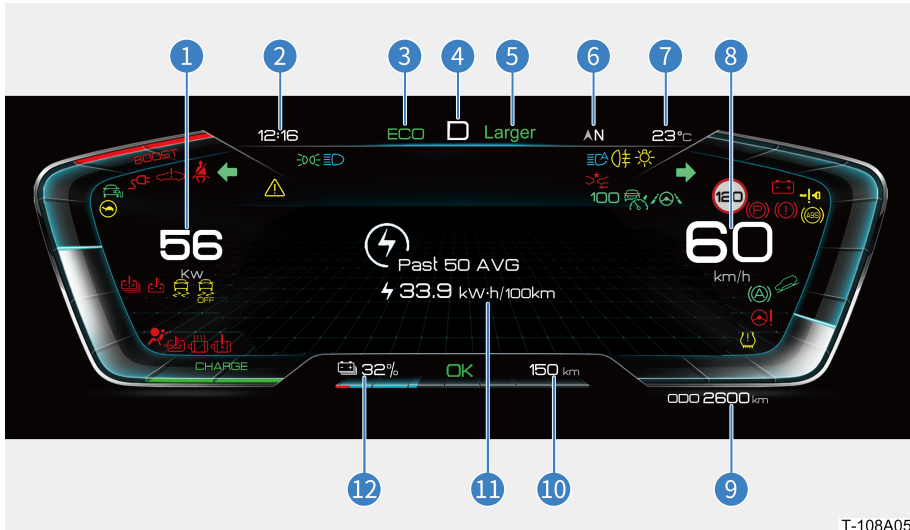 1 2 3 4 5 6 7 8
12:16 ECO D Larger N 23°C
BOOST
A
100 120
P ! ABS
56 60
Kw km/h
Past 50 AVG
33.9 kW·h/100km
OFF
A
!
CHARGE
32% OK 150 km
ODO 2600 km
12 11 10 9
T-108A05